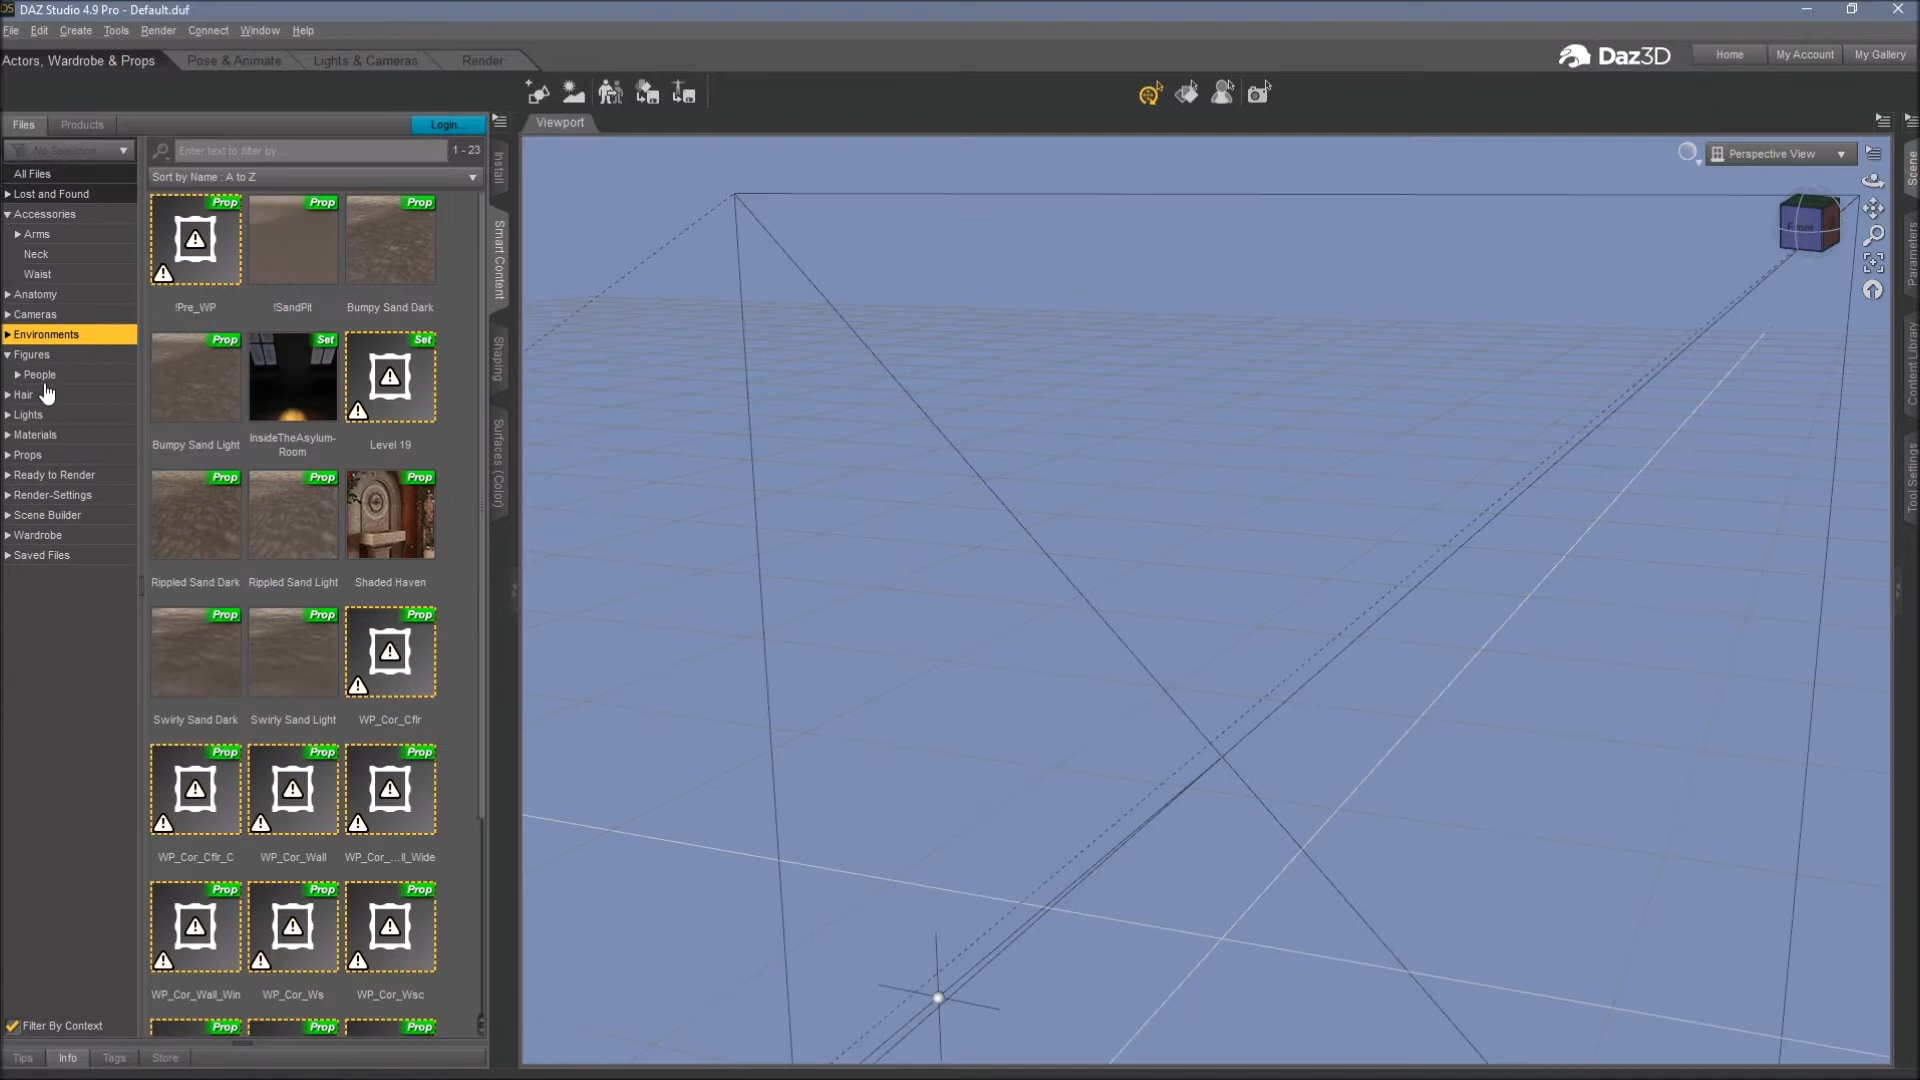 DS DAZ Studio 4.9 Pro - Default.duf
File Edit Create Tools Render Connect Window Help
Actors, Wardrobe & Props Pose & Animate Lights & Cameras Render
Daz3D Home My Account My Gallery
Files Products Login...
Viewport
No Selection
Enter text to filter by... 1 - 23
Sort by Name : A to Z
All Files
Lost and Found
Accessories
Arms
Neck
Waist
Anatomy
Cameras
Environments
Figures
People
Hair
Lights
Materials
Props
Ready to Render
Render-Settings
Scene Builder
Wardrobe
Saved Files
Filter By Context
Prop Prop Prop
!Pre_WP !SandPit Bumpy Sand Dark
Prop Set Set
Bumpy Sand Light InsideTheAsylum-
Room Level 19
Prop Prop Prop
Rippled Sand Dark Rippled Sand Light Shaded Haven
Prop Prop Prop
Swirly Sand Dark Swirly Sand Light WP_Cor_Cflr
Prop Prop Prop
WP_Cor_Cflr_C WP_Cor_Wall WP_Cor_...ll_Wide
Prop Prop Prop
WP_Cor_Wall_Win WP_Cor_Ws WP_Cor_Wsc
Prop Prop Prop
Tips Info Tags Store
Install
Smart Content
Shaping
Surfaces (Color)
Perspective View
Front
Scene
Parameters
Content Library
Tool Settings